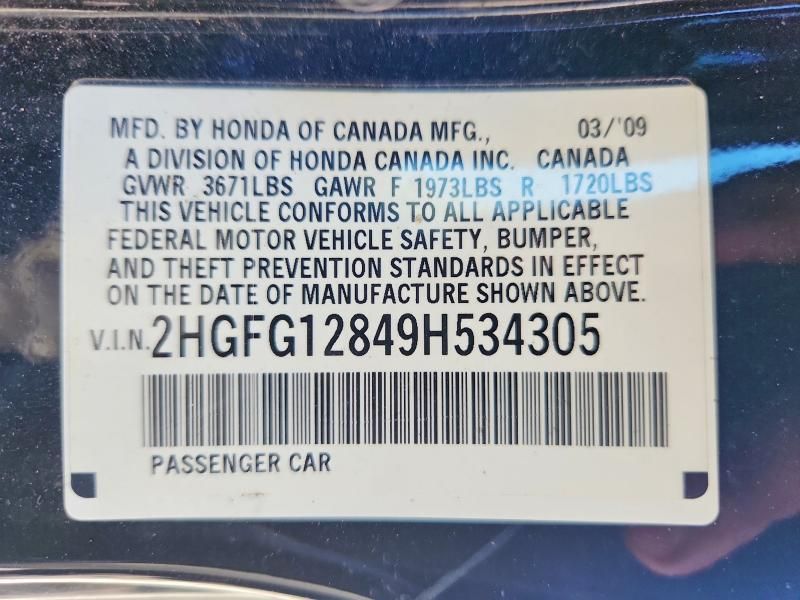 MFD. BY HONDA OF CANADA MFG., 03/'09
A DIVISION OF HONDA CANADA INC. CANADA
GVWR 3671LBS GAWR F 1973LBS R 1720LBS
THIS VEHICLE CONFORMS TO ALL APPLICABLE
FEDERAL MOTOR VEHICLE SAFETY, BUMPER,
AND THEFT PREVENTION STANDARDS IN EFFECT
ON THE DATE OF MANUFACTURE SHOWN ABOVE.
V.I.N. 2HGFG12849H534305
PASSENGER CAR